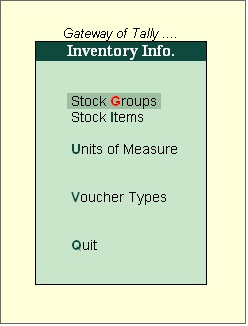 Gateway of Tally ....
Inventory Info.
Stock Groups
Stock Items
Units of Measure
Voucher Types
Quit